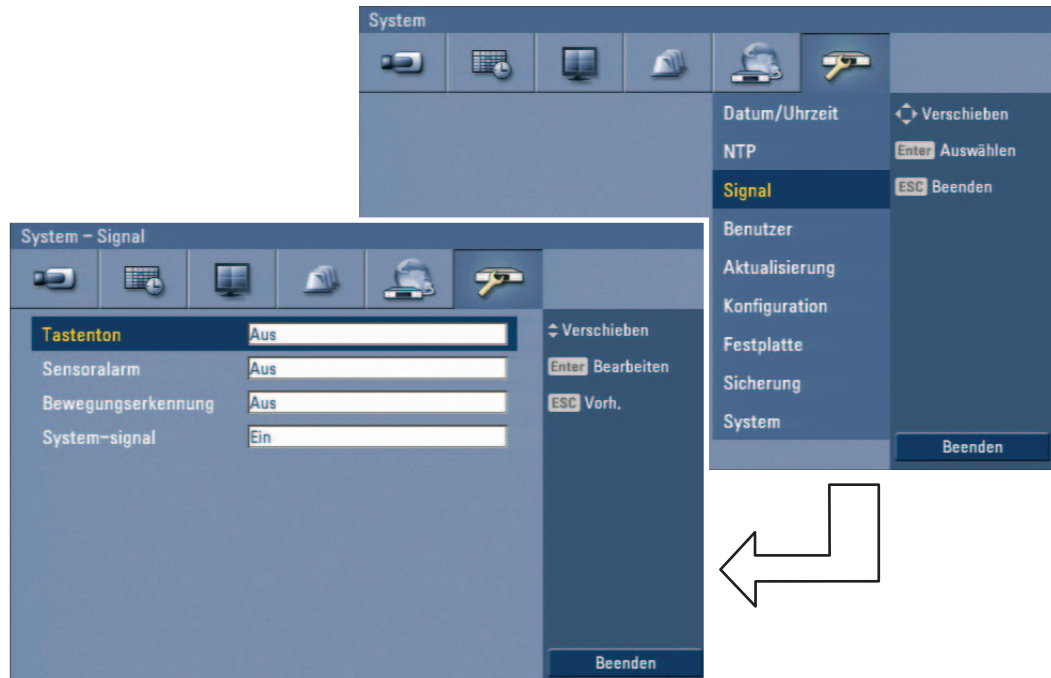 System
Datum/Uhrzeit
NTP
Signal
Benutzer
Aktualisierung
Konfiguration
Festplatte
Sicherung
System
Verschieben
Enter Auswählen
ESC Beenden
Beenden
System – Signal
Tastenton Aus
Sensoralarm Aus
Bewegungserkennung Aus
System-signal Ein
Verschieben
Enter Bearbeiten
ESC Vorh.
Beenden